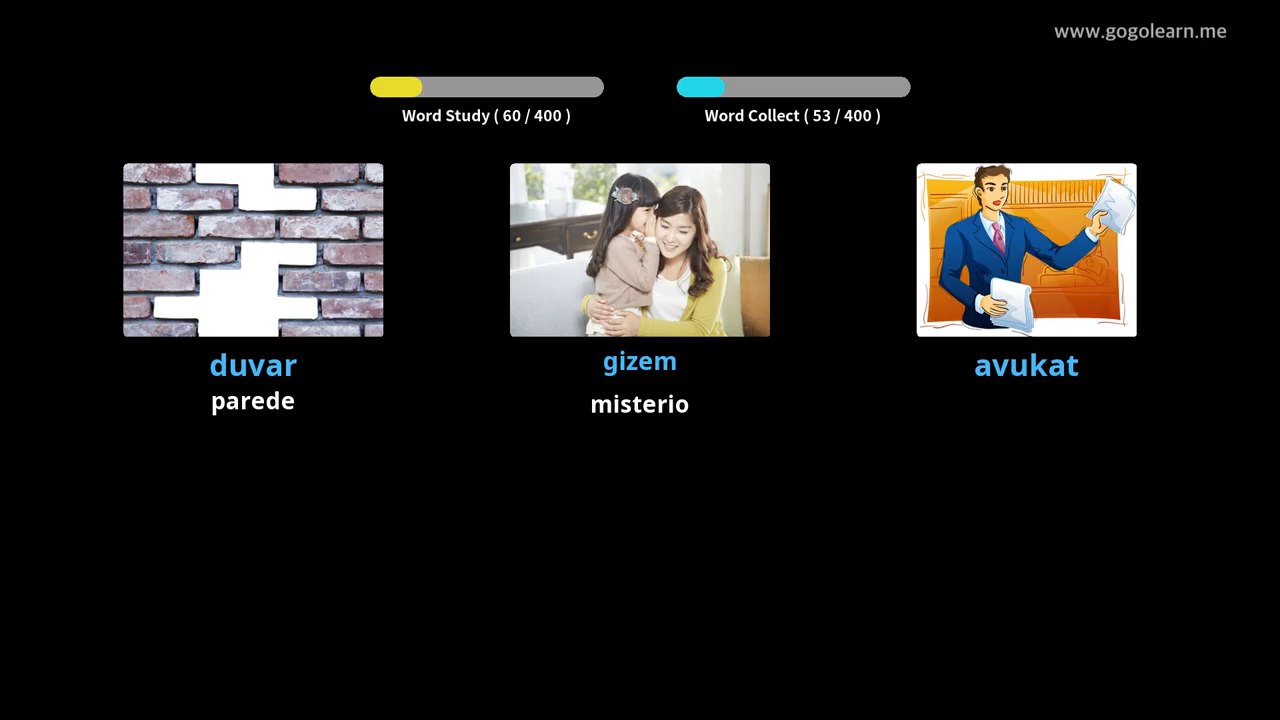 www.gogolearn.me
Word Study ( 60 / 400 )
Word Collect ( 53 / 400 )
duvar
parede
gizem
misterio
avukat